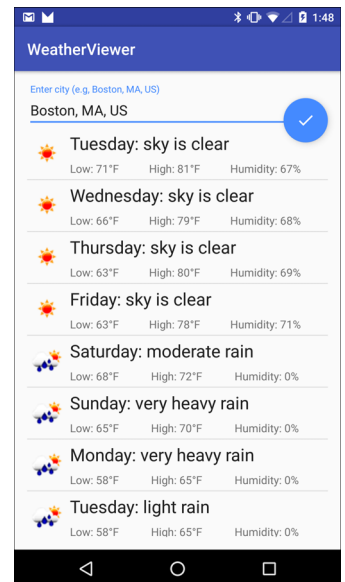 1:48
WeatherViewer
Enter city (e.g, Boston, MA, US)
Boston, MA, US
Tuesday: sky is clear
Low: 71°F High: 81°F Humidity: 67%
Wednesday: sky is clear
Low: 66°F High: 79°F Humidity: 68%
Thursday: sky is clear
Low: 63°F High: 80°F Humidity: 69%
Friday: sky is clear
Low: 63°F High: 78°F Humidity: 71%
Saturday: moderate rain
Low: 68°F High: 72°F Humidity: 0%
Sunday: very heavy rain
Low: 65°F High: 70°F Humidity: 0%
Monday: very heavy rain
Low: 58°F High: 65°F Humidity: 0%
Tuesday: light rain
Low: 58°F High: 65°F Humidity: 0%